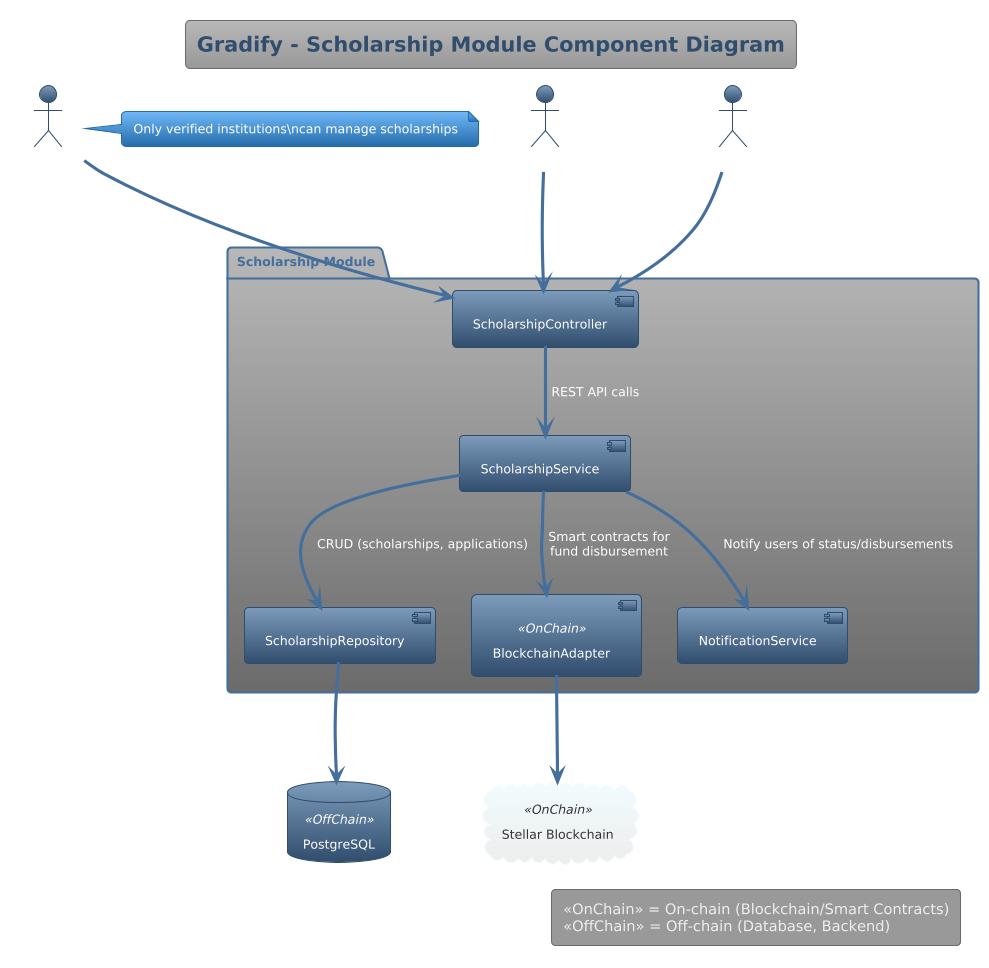 Gradify - Scholarship Module Component Diagram
Only verified institutions\ncan manage scholarships
Scholarship Module
ScholarshipController
REST API calls
ScholarshipService
CRUD (scholarships, applications)
Smart contracts for
fund disbursement
Notify users of status/disbursements
ScholarshipRepository
«OnChain»
BlockchainAdapter
NotificationService
«OffChain»
PostgreSQL
«OnChain»
Stellar Blockchain
«OnChain» = On-chain (Blockchain/Smart Contracts)
«OffChain» = Off-chain (Database, Backend)